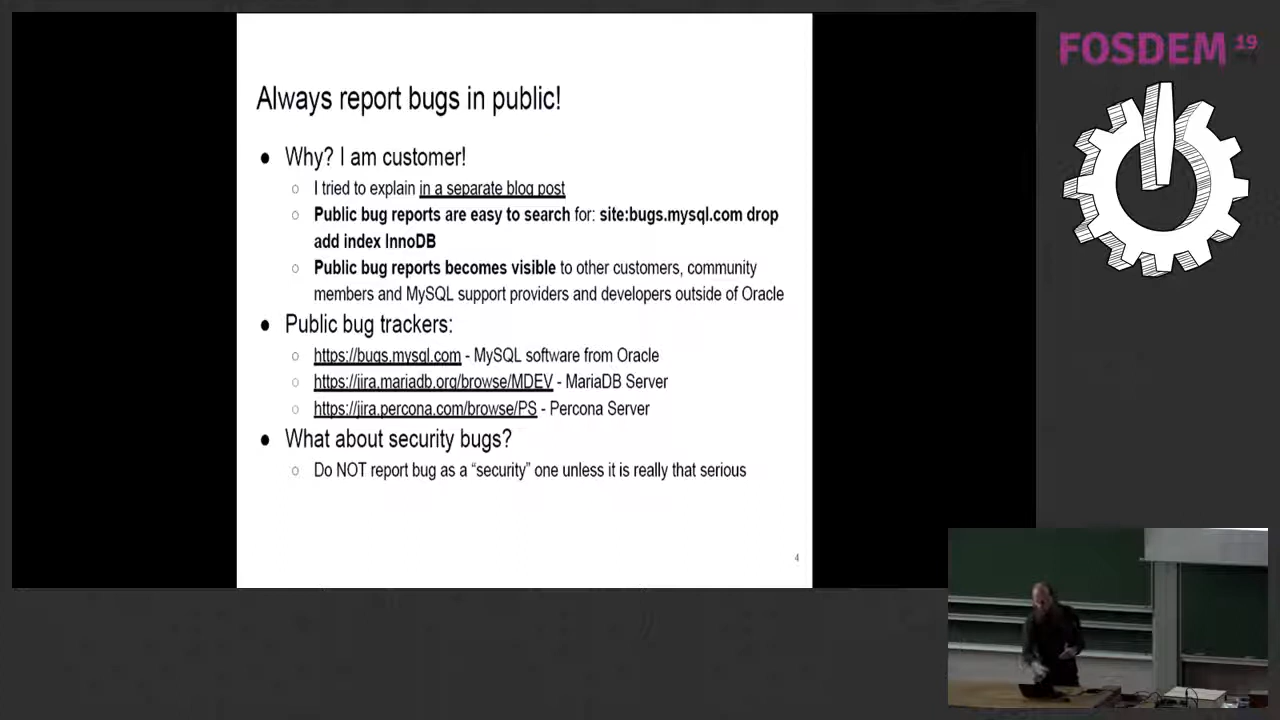 FOSDEM 19
Always report bugs in public!
● Why? I am customer!
○ I tried to explain in a separate blog post
○ Public bug reports are easy to search for: site:bugs.mysql.com drop
add index InnoDB
○ Public bug reports becomes visible to other customers, community
members and MySQL support providers and developers outside of Oracle
● Public bug trackers:
○ https://bugs.mysql.com - MySQL software from Oracle
○ https://jira.mariadb.org/browse/MDEV - MariaDB Server
○ https://jira.percona.com/browse/PS - Percona Server
● What about security bugs?
○ Do NOT report bug as a “security” one unless it is really that serious
4